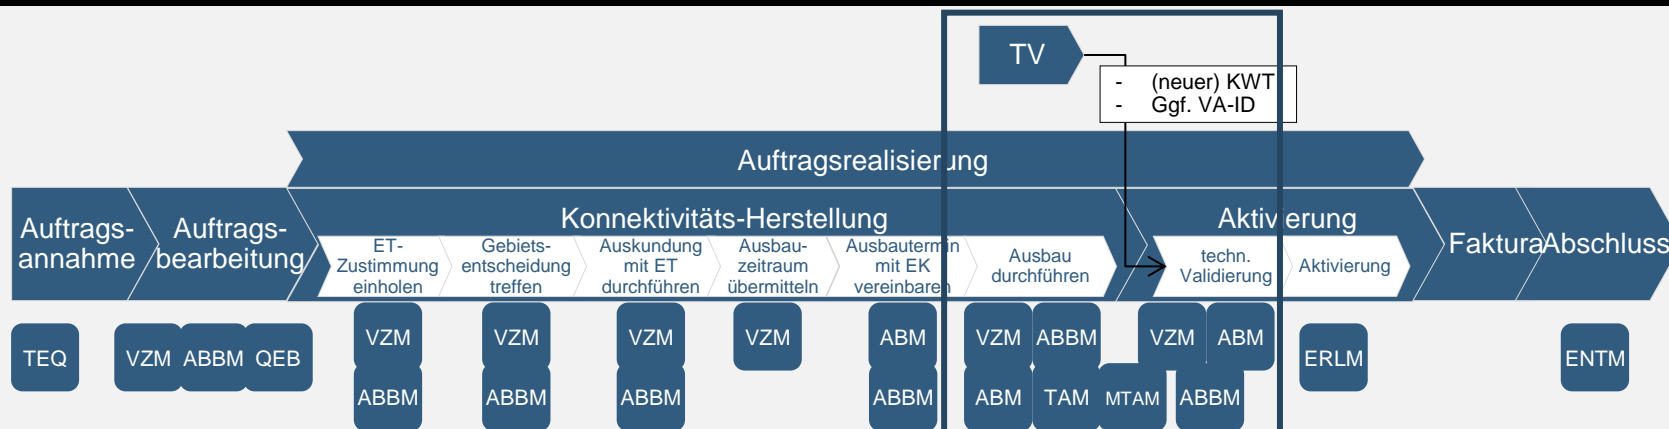 TV
- (neuer) KWT
- Ggf. VA-ID
Auftragsrealisierung
Auftrags-
annahme
Auftrags-
bearbeitung
Konnektivitäts-Herstellung
ET-
Zustimmung
einholen
Gebiets-
entscheidung
treffen
Auskundung
mit ET
durchführen
Ausbau-
zeitraum
übermitteln
Ausbautermin
mit EK
vereinbaren
Ausbau
durchführen
Aktivierung
techn.
Validierung
Aktivierung
Faktura
Abschluss
TEQ
VZM ABBM QEB
VZM
ABBM
VZM
ABBM
VZM
ABBM
VZM
ABM
ABBM
VZM ABBM
ABM TAM MTAM
VZM ABM
ABBM
ERLM
ENTM